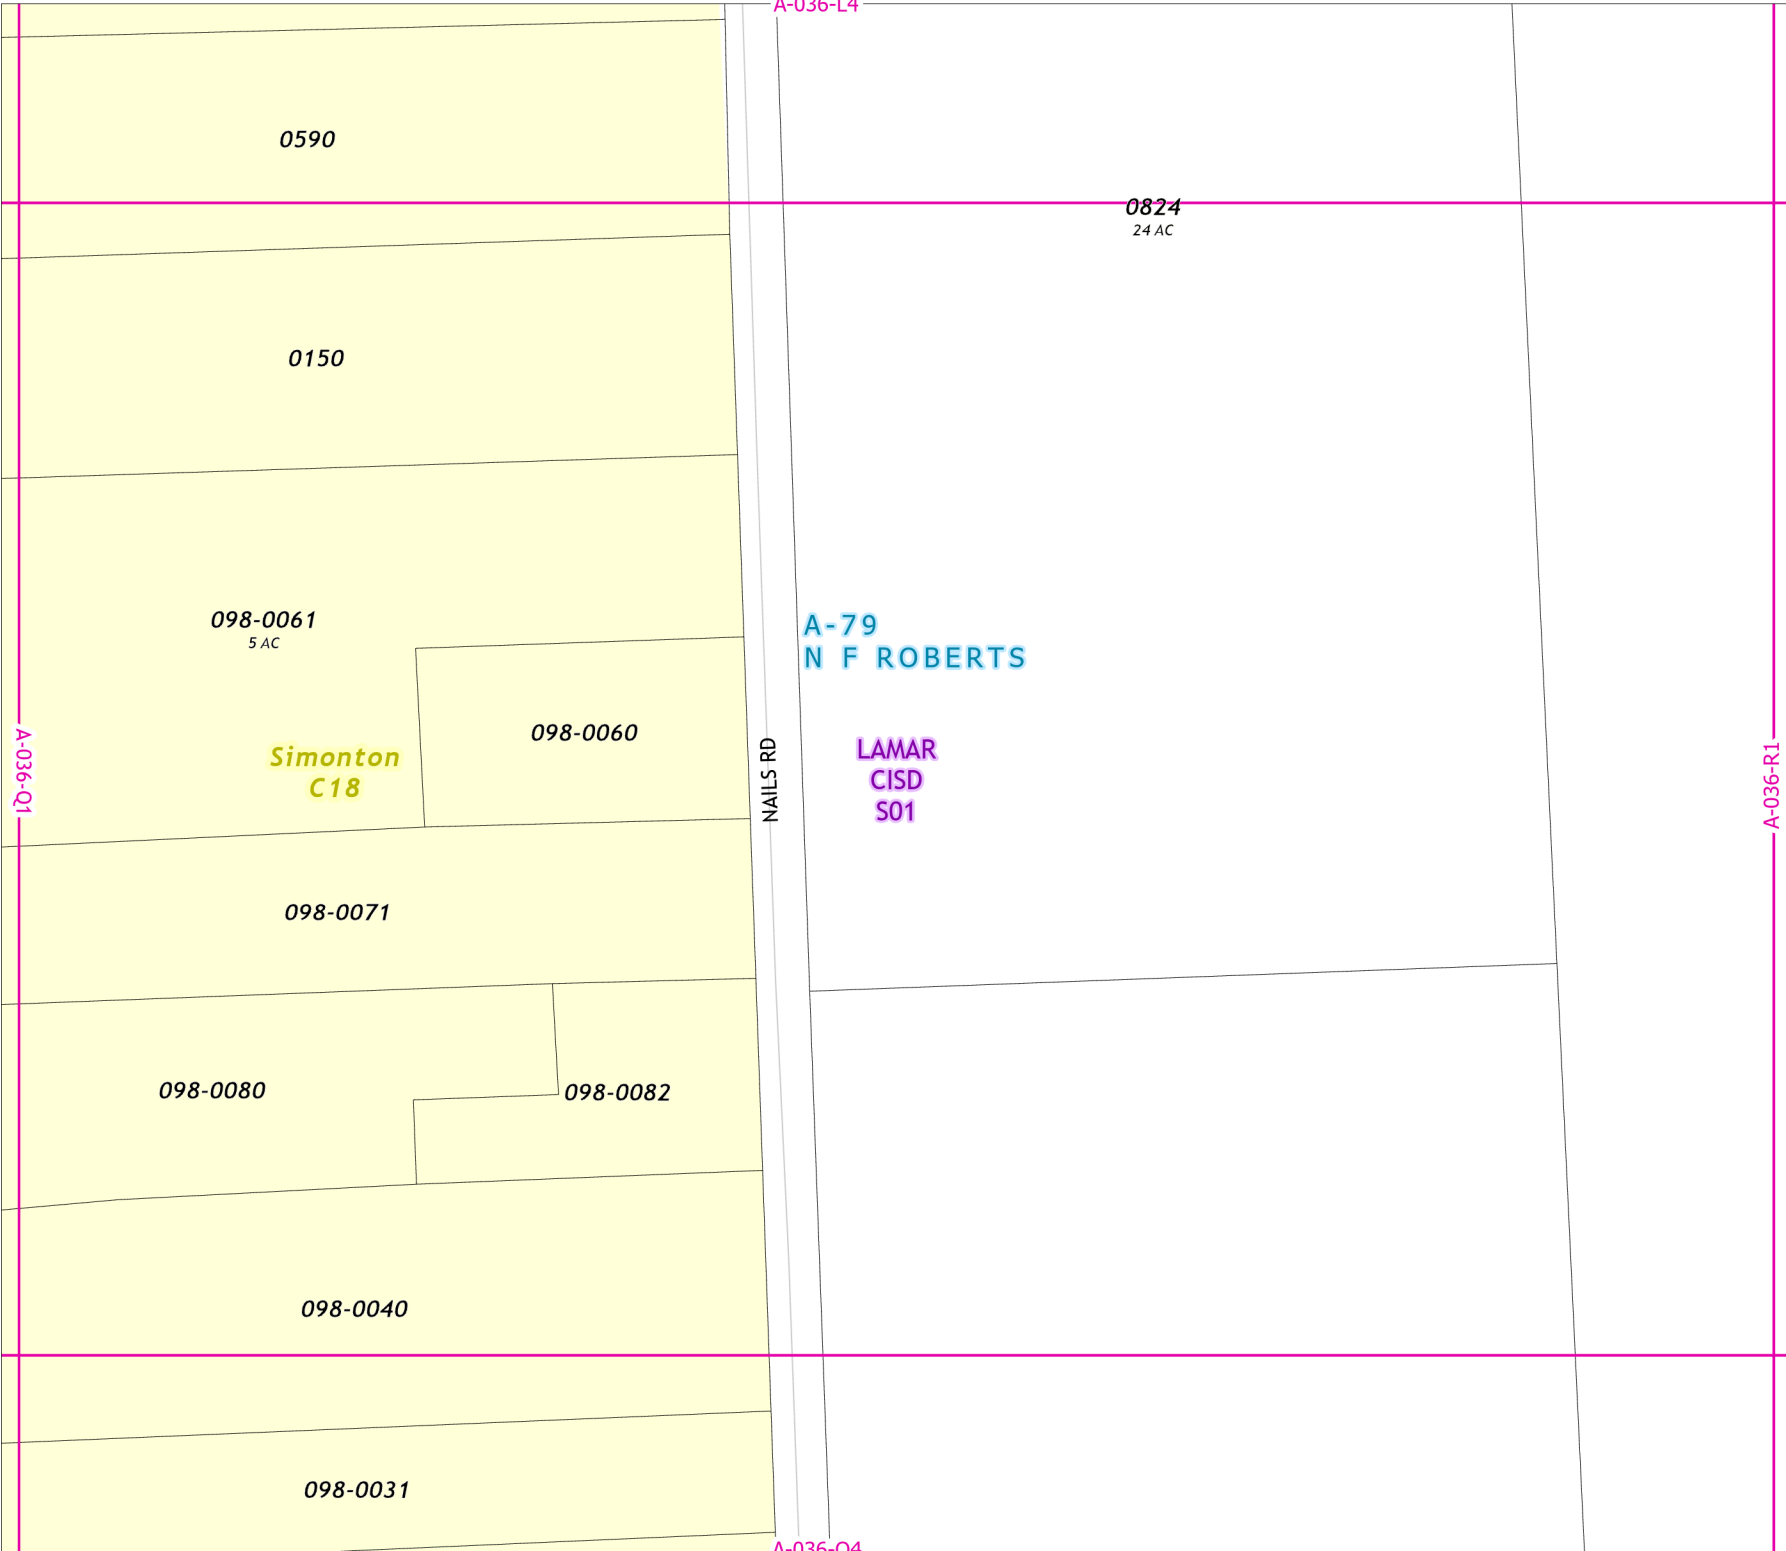 A-036-L4
0590
0824
24 AC
0150
098-0061
5 AC
A-79
N F ROBERTS
098-0060
Simonton
C18
LAMAR
CISD
S01
NAILS RD
A-036-Q1
A-036-R1
098-0071
098-0080
098-0082
098-0040
098-0031
A-036-Q4